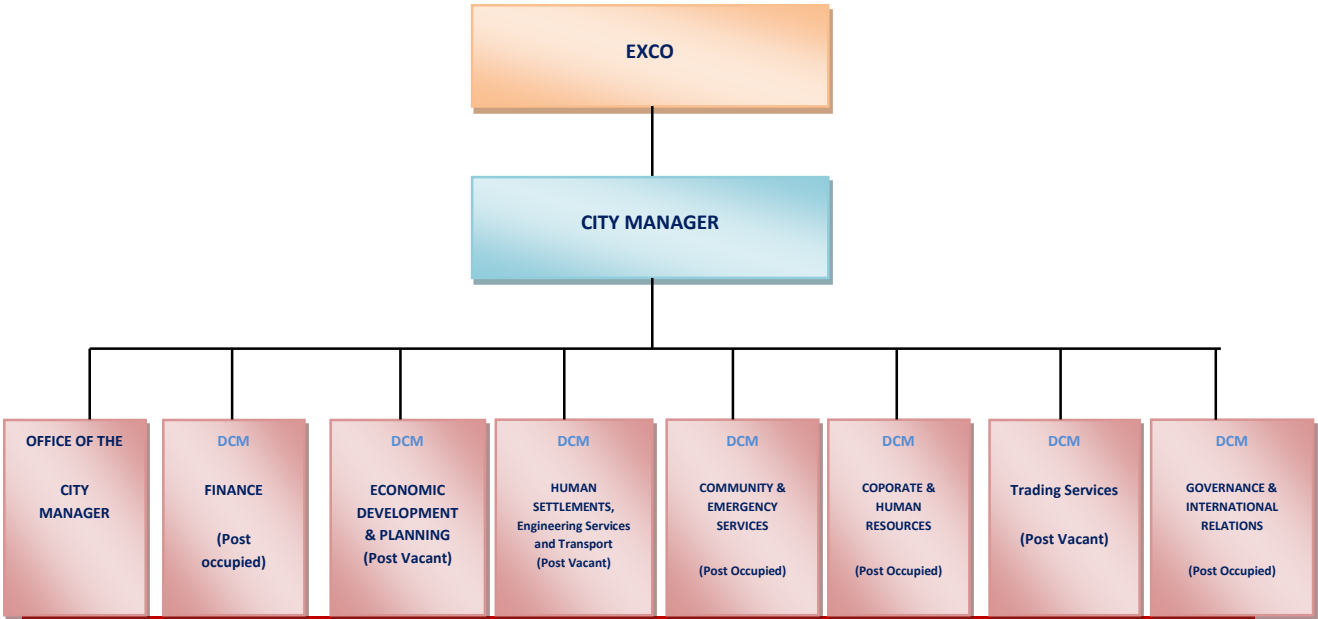 EXCO
CITY MANAGER
OFFICE OF THE
CITY
MANAGER
DCM
FINANCE
(Post
occupied)
DCM
ECONOMIC
DEVELOPMENT
& PLANNING
(Post Vacant)
DCM
HUMAN
SETTLEMENTS,
Engineering Services
and Transport
(Post Vacant)
DCM
COMMUNITY &
EMERGENCY
SERVICES
(Post Occupied)
DCM
COPORATE &
HUMAN
RESOURCES
(Post Occupied)
DCM
Trading Services
(Post Vacant)
DCM
GOVERNANCE &
INTERNATIONAL
RELATIONS
(Post Occupied)